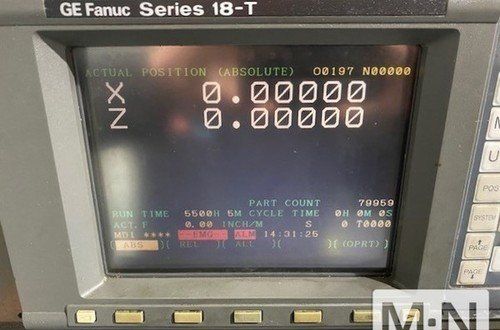 GE Fanuc Series 18-T
ACTUAL POSITION (ABSOLUTE) O0197 N00000
X 0.00000
Z 0.00000
PART COUNT 79959
RUN TIME 5500H 5M CYCLE TIME 0H 0M 0S
ACT.F 0.00 INCH/M S 0 T0000
MDI **** --EMG-- ALM 14:31:25
[ ABS ][ REL ][ ALL ][ ][ (OPRT) ]
POS
PAGE
PAGE
M
U
M·N